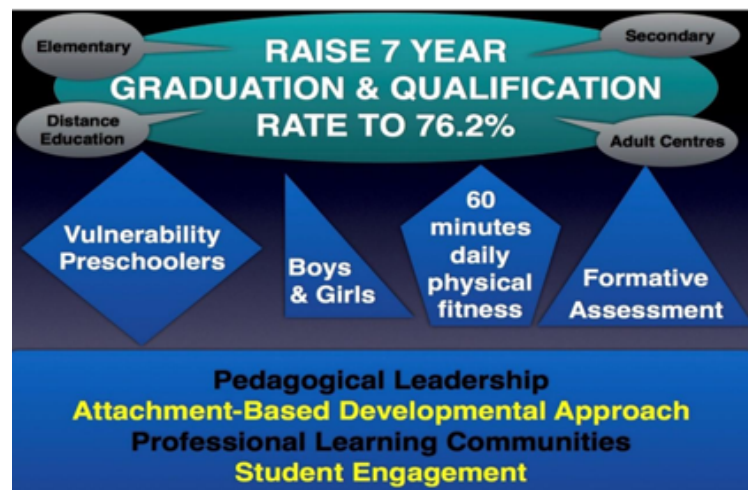 Elementary
Secondary
RAISE 7 YEAR
GRADUATION & QUALIFICATION
RATE TO 76.2%
Distance
Education
Adult Centres
Vulnerability
Preschoolers
Boys
& Girls
60
minutes
daily
physical
fitness
Formative
Assessment
Pedagogical Leadership
Attachment-Based Developmental Approach
Professional Learning Communities
Student Engagement